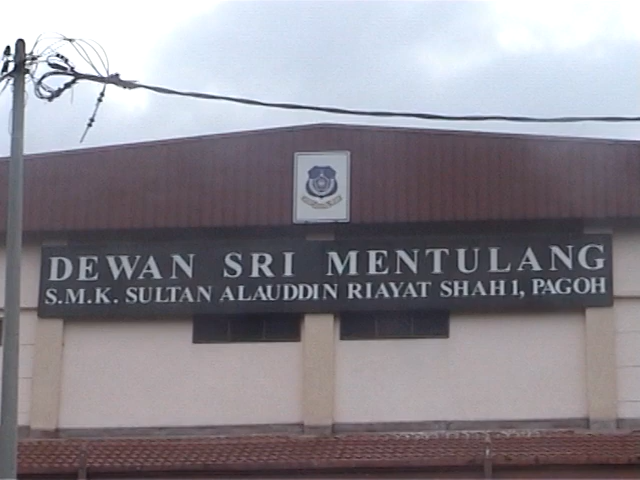 DEWAN SRI MENTULANG
S.M.K. SULTAN ALAUDDIN RIAYAT SHAH 1, PAGOH